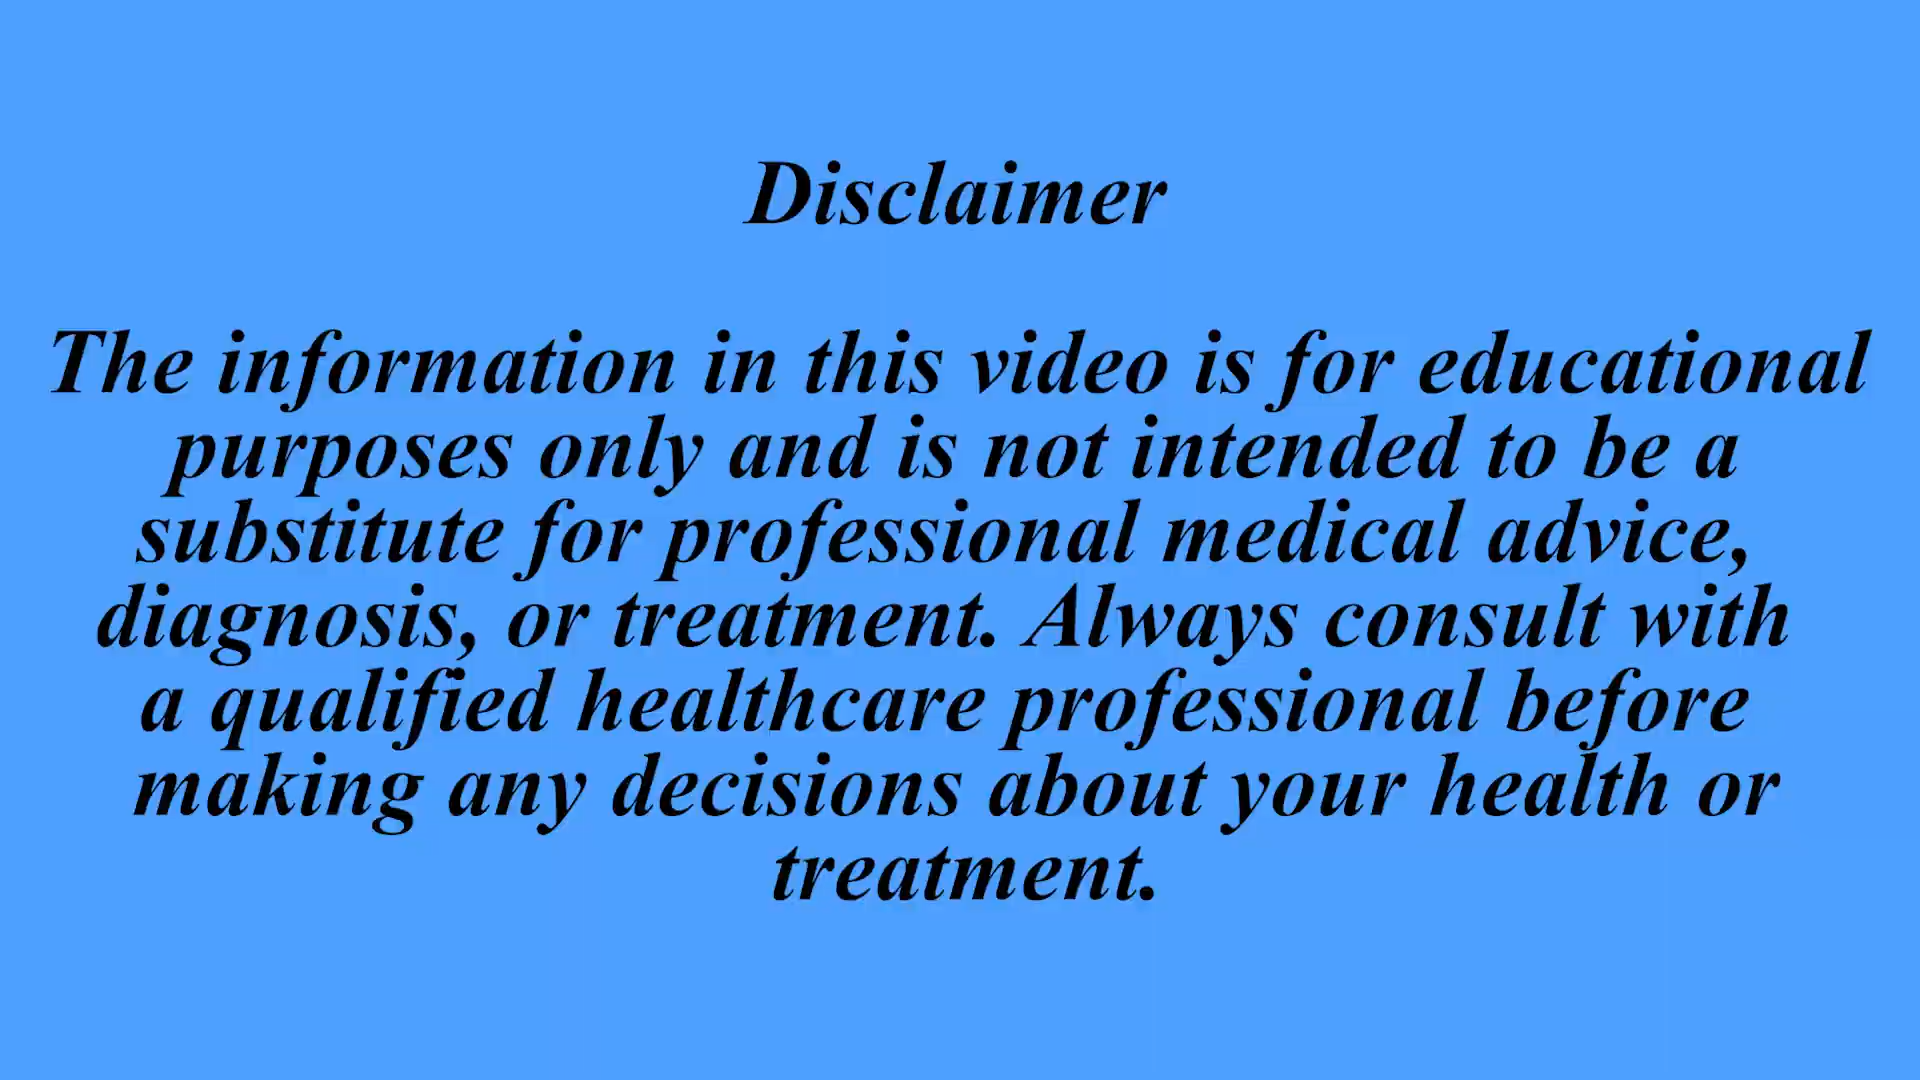 Disclaimer
The information in this video is for educational
purposes only and is not intended to be a
substitute for professional medical advice,
diagnosis, or treatment. Always consult with
a qualified healthcare professional before
making any decisions about your health or
treatment.